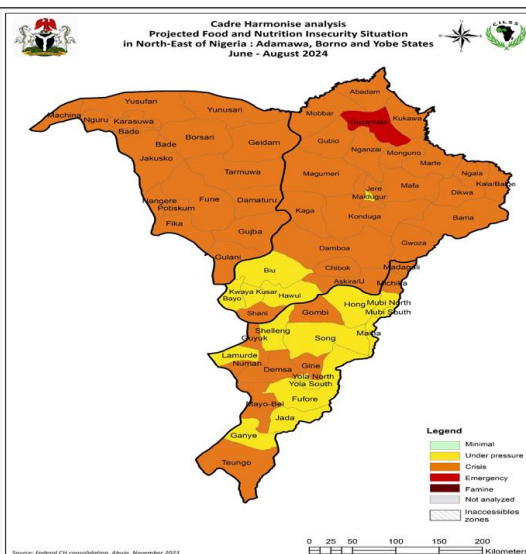 Cadre Harmonise analysis
Projected Food and Nutrition Insecurity Situation
in North-East of Nigeria : Adamawa, Borno and Yobe States
June - August 2024
CILSS
Abadam
Yusufari
Yunusari
Mobbar
Kukawa
Machina
Nguru
Karasuwa
Guzamala
Bade
Borsari
Geidam
Gubio
Bade
Nganzai
Monguno
Jakusko
Marte
Tarmuwa
Magumeri
Ngala
Jere
Mafa
Kala/Balge
Maidugur
Dikwa
Nangere
Fune
Damaturu
Potiskum
Kaga
Konduga
Bama
Fika
Gujba
Damboa
Gwoza
Gulani
Chibok
Madagali
Biu
Askira/U
Michika
Kwaya Kusar
Bayo
Hawul
Hong
Mubi North
Mubi South
Shani
Gombi
Shelleng
Guyuk
Song
Maiha
Lamurde
Numan
Demsa
Girie
Yola North
Yola South
Fufore
Mayo-Bel
Jada
Ganye
Teungo
Legend
Minimal
Under pressure
Crisis
Emergency
Famine
Not analyzed
Inaccessibles
zones
0 25 50 100 150 200
Kilometers
Source: Federal CH consolidation, Abuja, November 2023